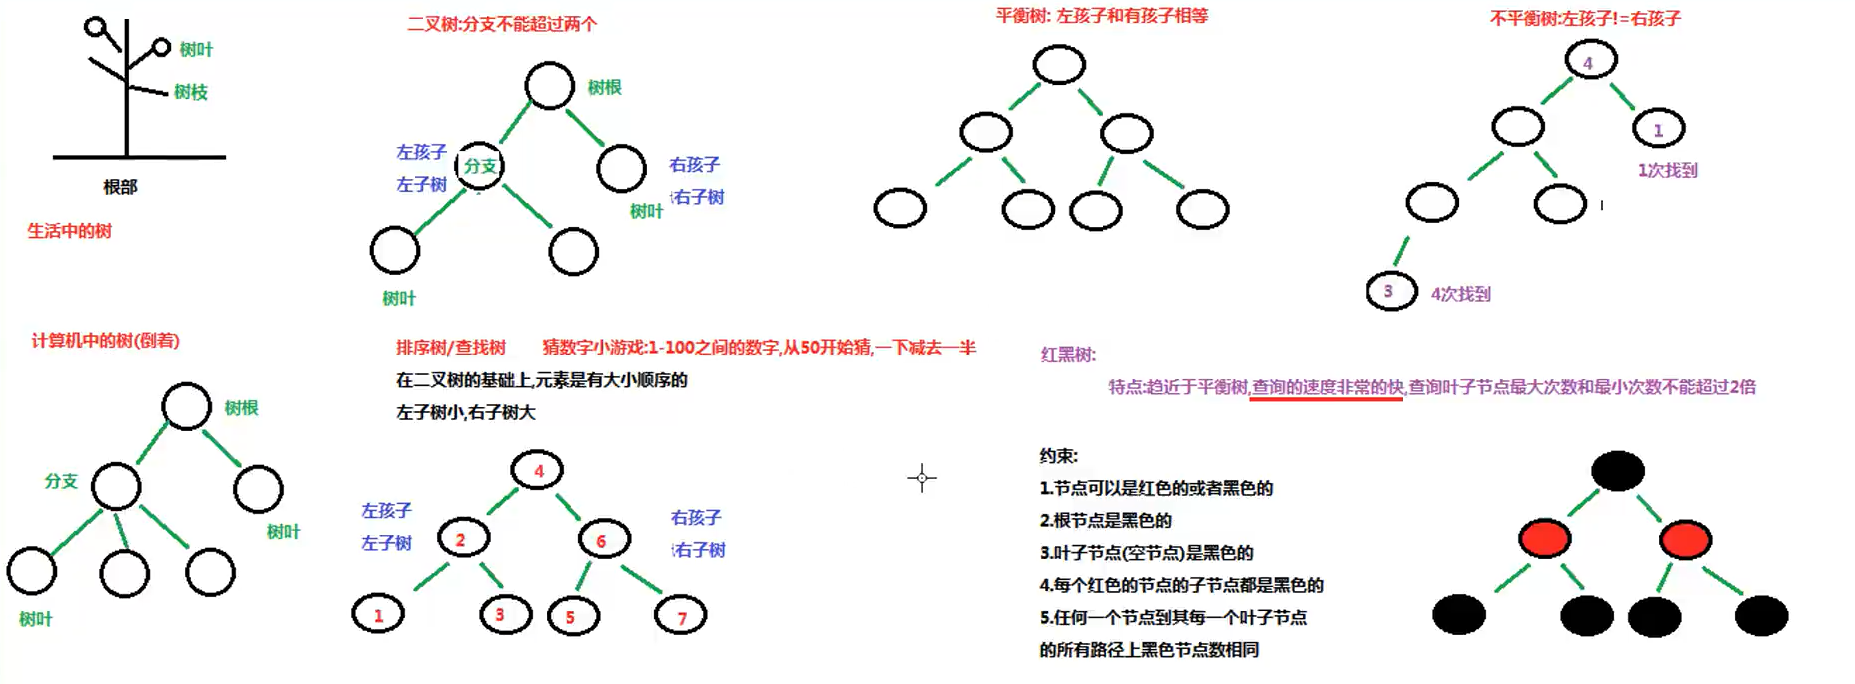 树叶
树枝
根部
生活中的树
二叉树:分支不能超过两个
树根
左孩子
左子树
分支
右孩子
右子树
树叶
树叶
平衡树: 左孩子和有孩子相等
不平衡树:左孩子!=右孩子
4
1
1次找到
3
4次找到
计算机中的树(倒着)
树根
分支
树叶
树叶
排序树/查找树 猜数字小游戏:1-100之间的数字,从50开始猜,一下减去一半
在二叉树的基础上,元素是有大小顺序的
左子树小,右子树大
4
左孩子
左子树
2
6
右孩子
右子树
1
3
5
7
红黑树:
特点:趋近于平衡树,查询的速度非常的快,查询叶子节点最大次数和最小次数不能超过2倍
约束:
1.节点可以是红色的或者黑色的
2.根节点是黑色的
3.叶子节点(空节点)是黑色的
4.每个红色的节点的子节点都是黑色的
5.任何一个节点到其每一个叶子节点
的所有路径上黑色节点数相同